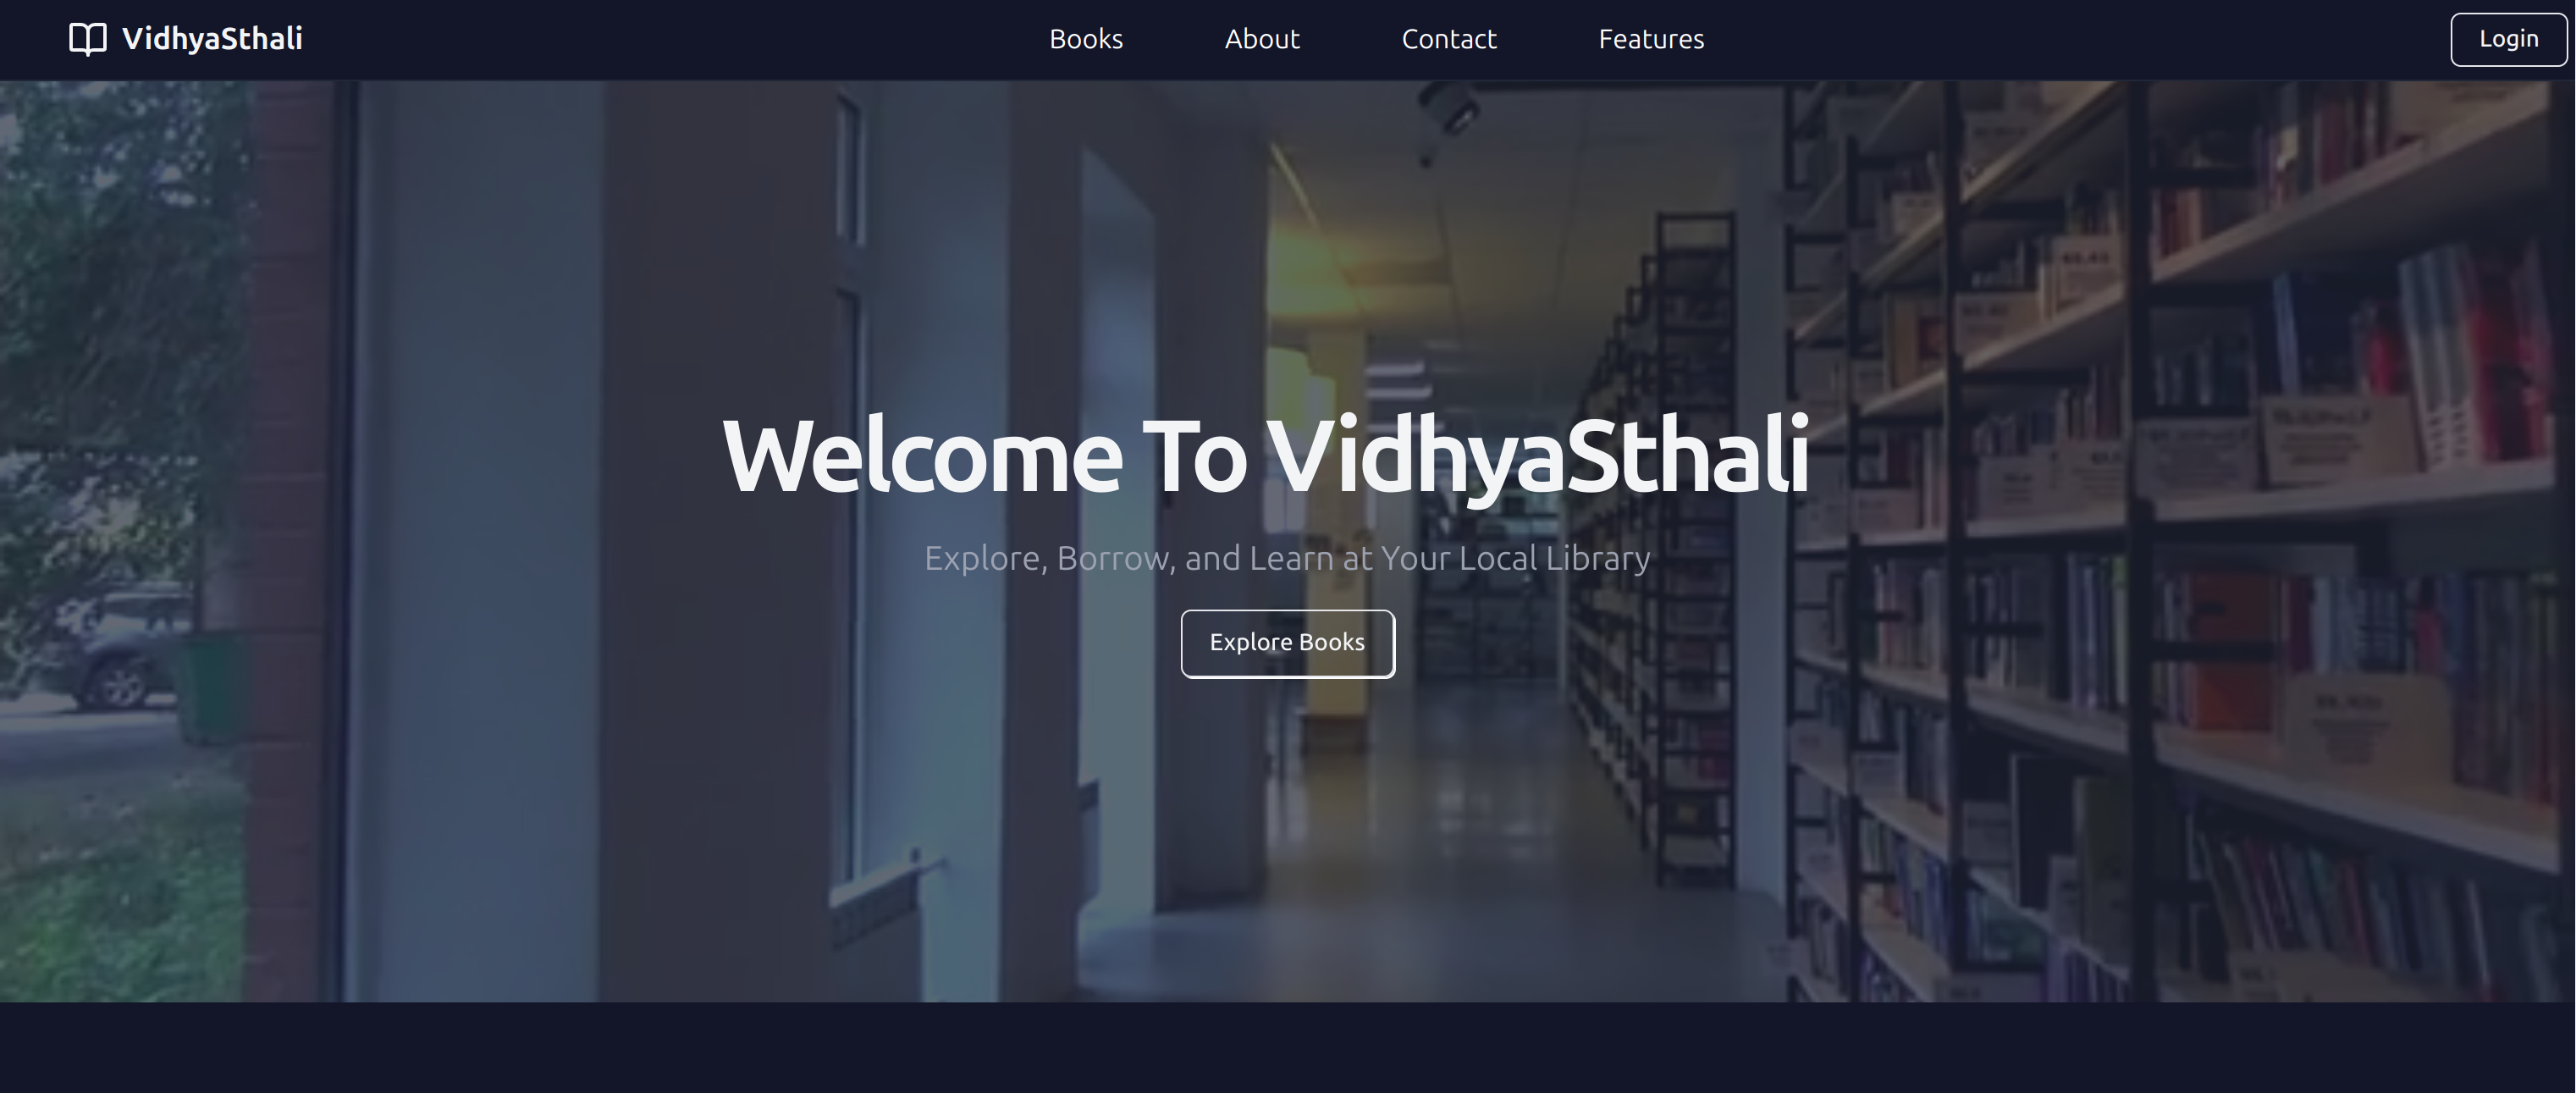 VidhyaSthali
Books
About
Contact
Features
Login
Welcome To VidhyaSthali
Explore, Borrow, and Learn at Your Local Library
Explore Books